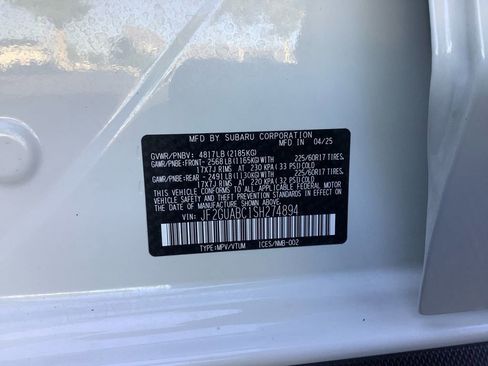 MFD BY SUBARU CORPORATION
MFD IN 04/25
GVWR/PNBV: 4817LB(2185KG)
GAWR/PNBE:FRONT- 2568LB(1165KG)WITH 225/60R17 TIRES,
17X7J RIMS AT 230 KPA(33 PSI)COLD
GAWR/PNBE:REAR - 2491LB(1130KG)WITH 225/60R17 TIRES,
17X7J RIMS AT 220 KPA(32 PSI)COLD
THIS VEHICLE CONFORMS TO ALL APPLICABLE FEDERAL MOTOR
VEHICLE SAFETY AND THEFT PREVENTION STANDARDS IN EFFECT
ON THE DATE OF MANUFACTURE SHOWN ABOVE.
VIN: JF2GUABC1SH274894
TYPE:MPV/VTUM ICES/NMB-002